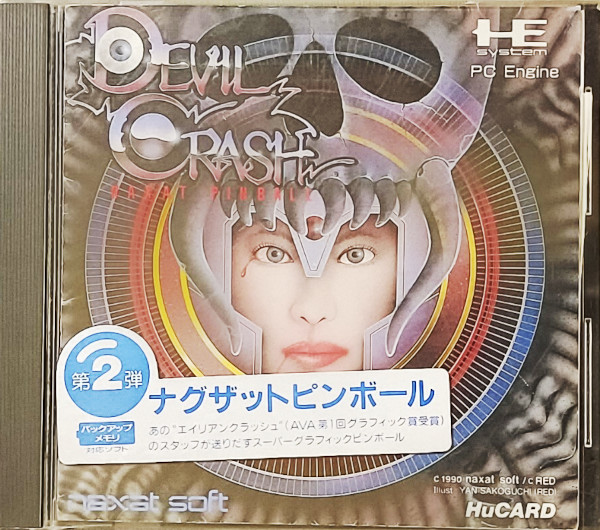 DEVIL
CRASH
NAXAT PINBALL
HE
system
PC Engine
第2弾
バックアップ
メモリ
対応ソフト
ナグザットピンボール
あの"エイリアンクラッシュ"(AVA第1回グラフィック賞受賞)
のスタッフが送りだすスーパーグラフィックピンボール
naxat soft
©1990 naxat soft / © RED
Illust. YAN SAKOGUCHI (RED)
HuCARD